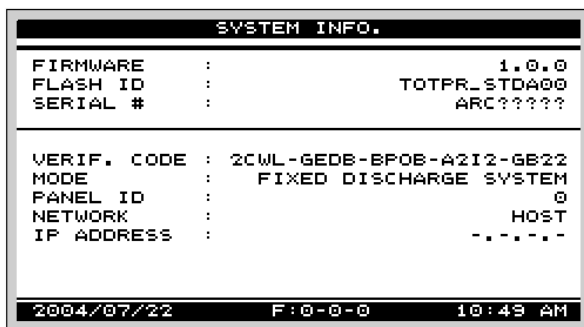 SYSTEM INFO.
FIRMWARE : 1.0.0
FLASH ID : TOTPR_STDA00
SERIAL # : ARC?????
VERIF. CODE : 2CWL-GEDB-BPOB-A2I2-GB22
MODE : FIXED DISCHARGE SYSTEM
PANEL ID : 0
NETWORK : HOST
IP ADDRESS : -.-.-.-
2004/07/22 F:0-0-0 10:49 AM